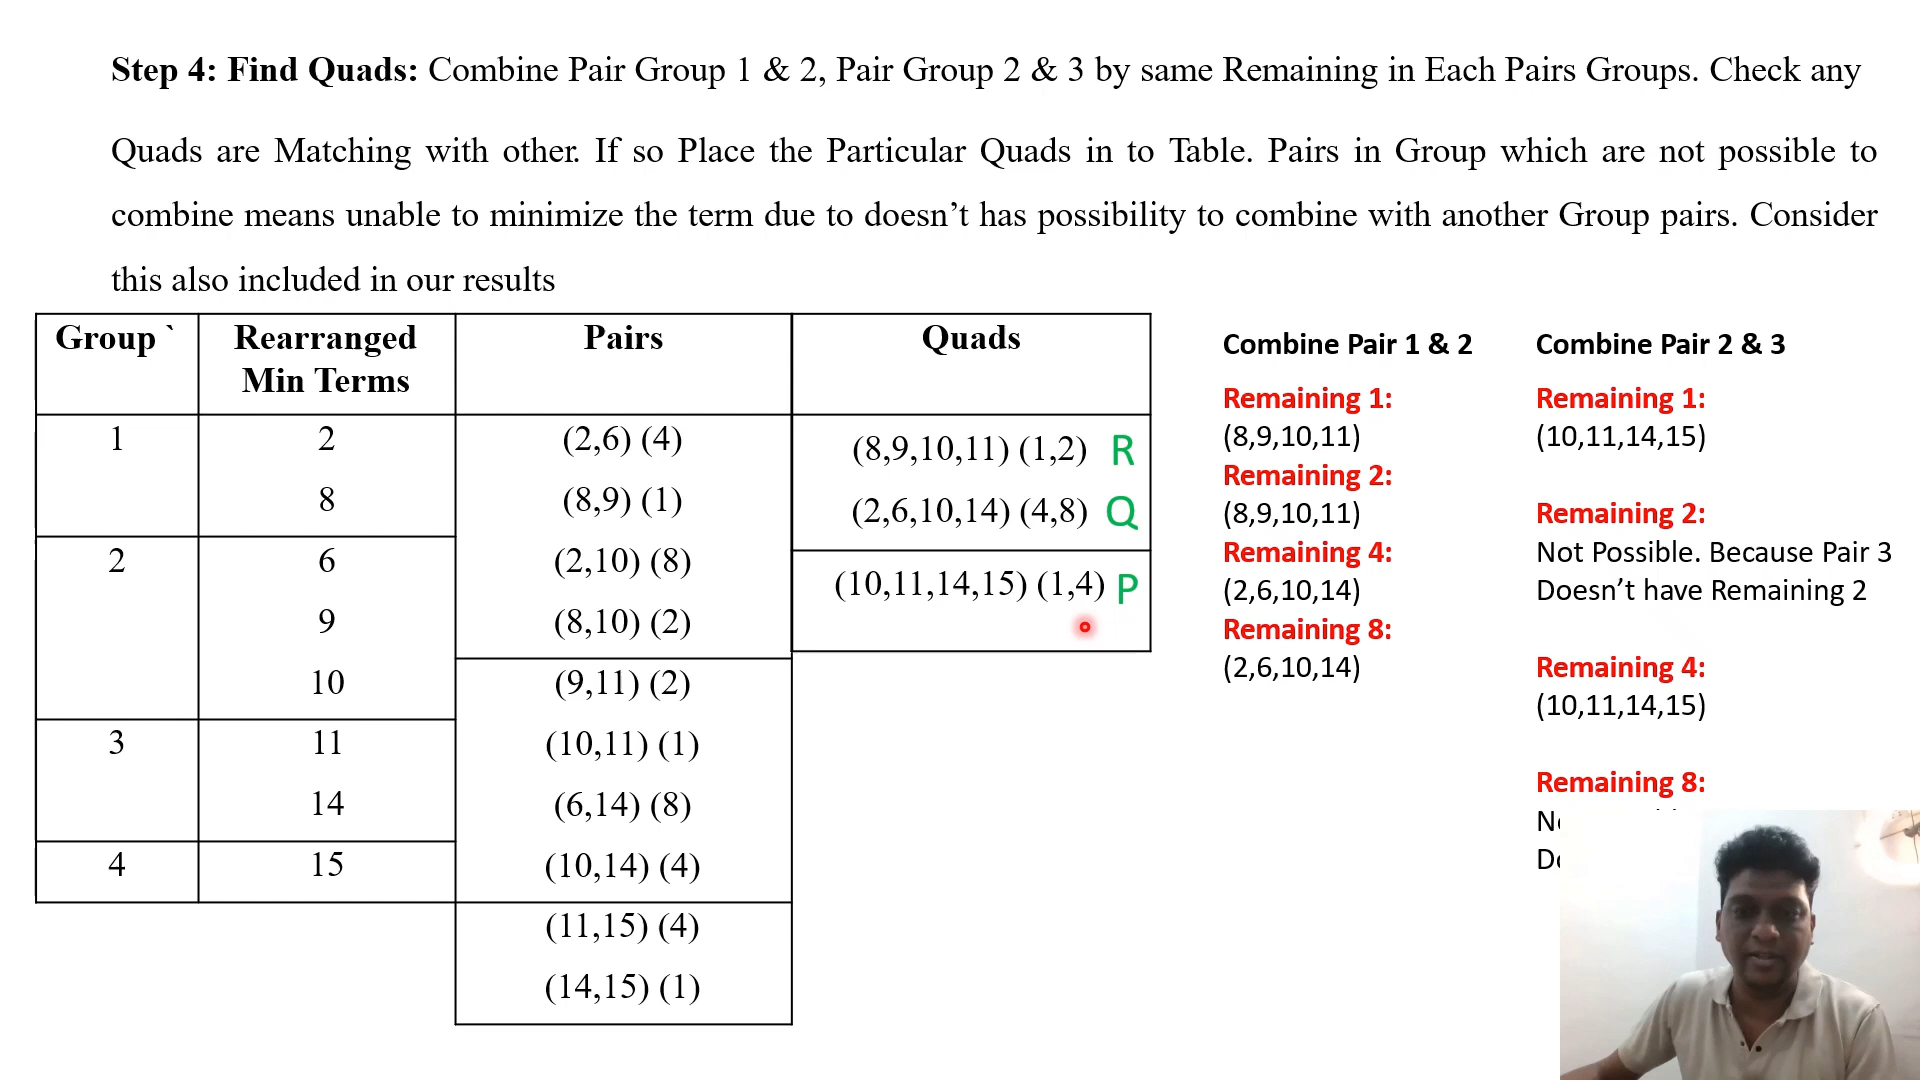 Step 4: Find Quads: Combine Pair Group 1 & 2, Pair Group 2 & 3 by same Remaining in Each Pairs Groups. Check any
Quads are Matching with other. If so Place the Particular Quads in to Table. Pairs in Group which are not possible to
combine means unable to minimize the term due to doesn’t has possibility to combine with another Group pairs. Consider
this also included in our results
Group `
Rearranged
Min Terms
Pairs
Quads
1
2
8
2
6
9
10
3
11
14
4
15
(2,6) (4)
(8,9) (1)
(2,10) (8)
(8,10) (2)
(9,11) (2)
(10,11) (1)
(6,14) (8)
(10,14) (4)
(11,15) (4)
(14,15) (1)
(8,9,10,11) (1,2) R
(2,6,10,14) (4,8) Q
(10,11,14,15) (1,4) P
Combine Pair 1 & 2
Remaining 1:
(8,9,10,11)
Remaining 2:
(8,9,10,11)
Remaining 4:
(2,6,10,14)
Remaining 8:
(2,6,10,14)
Combine Pair 2 & 3
Remaining 1:
(10,11,14,15)
Remaining 2:
Not Possible. Because Pair 3
Doesn’t have Remaining 2
Remaining 4:
(10,11,14,15)
Remaining 8: